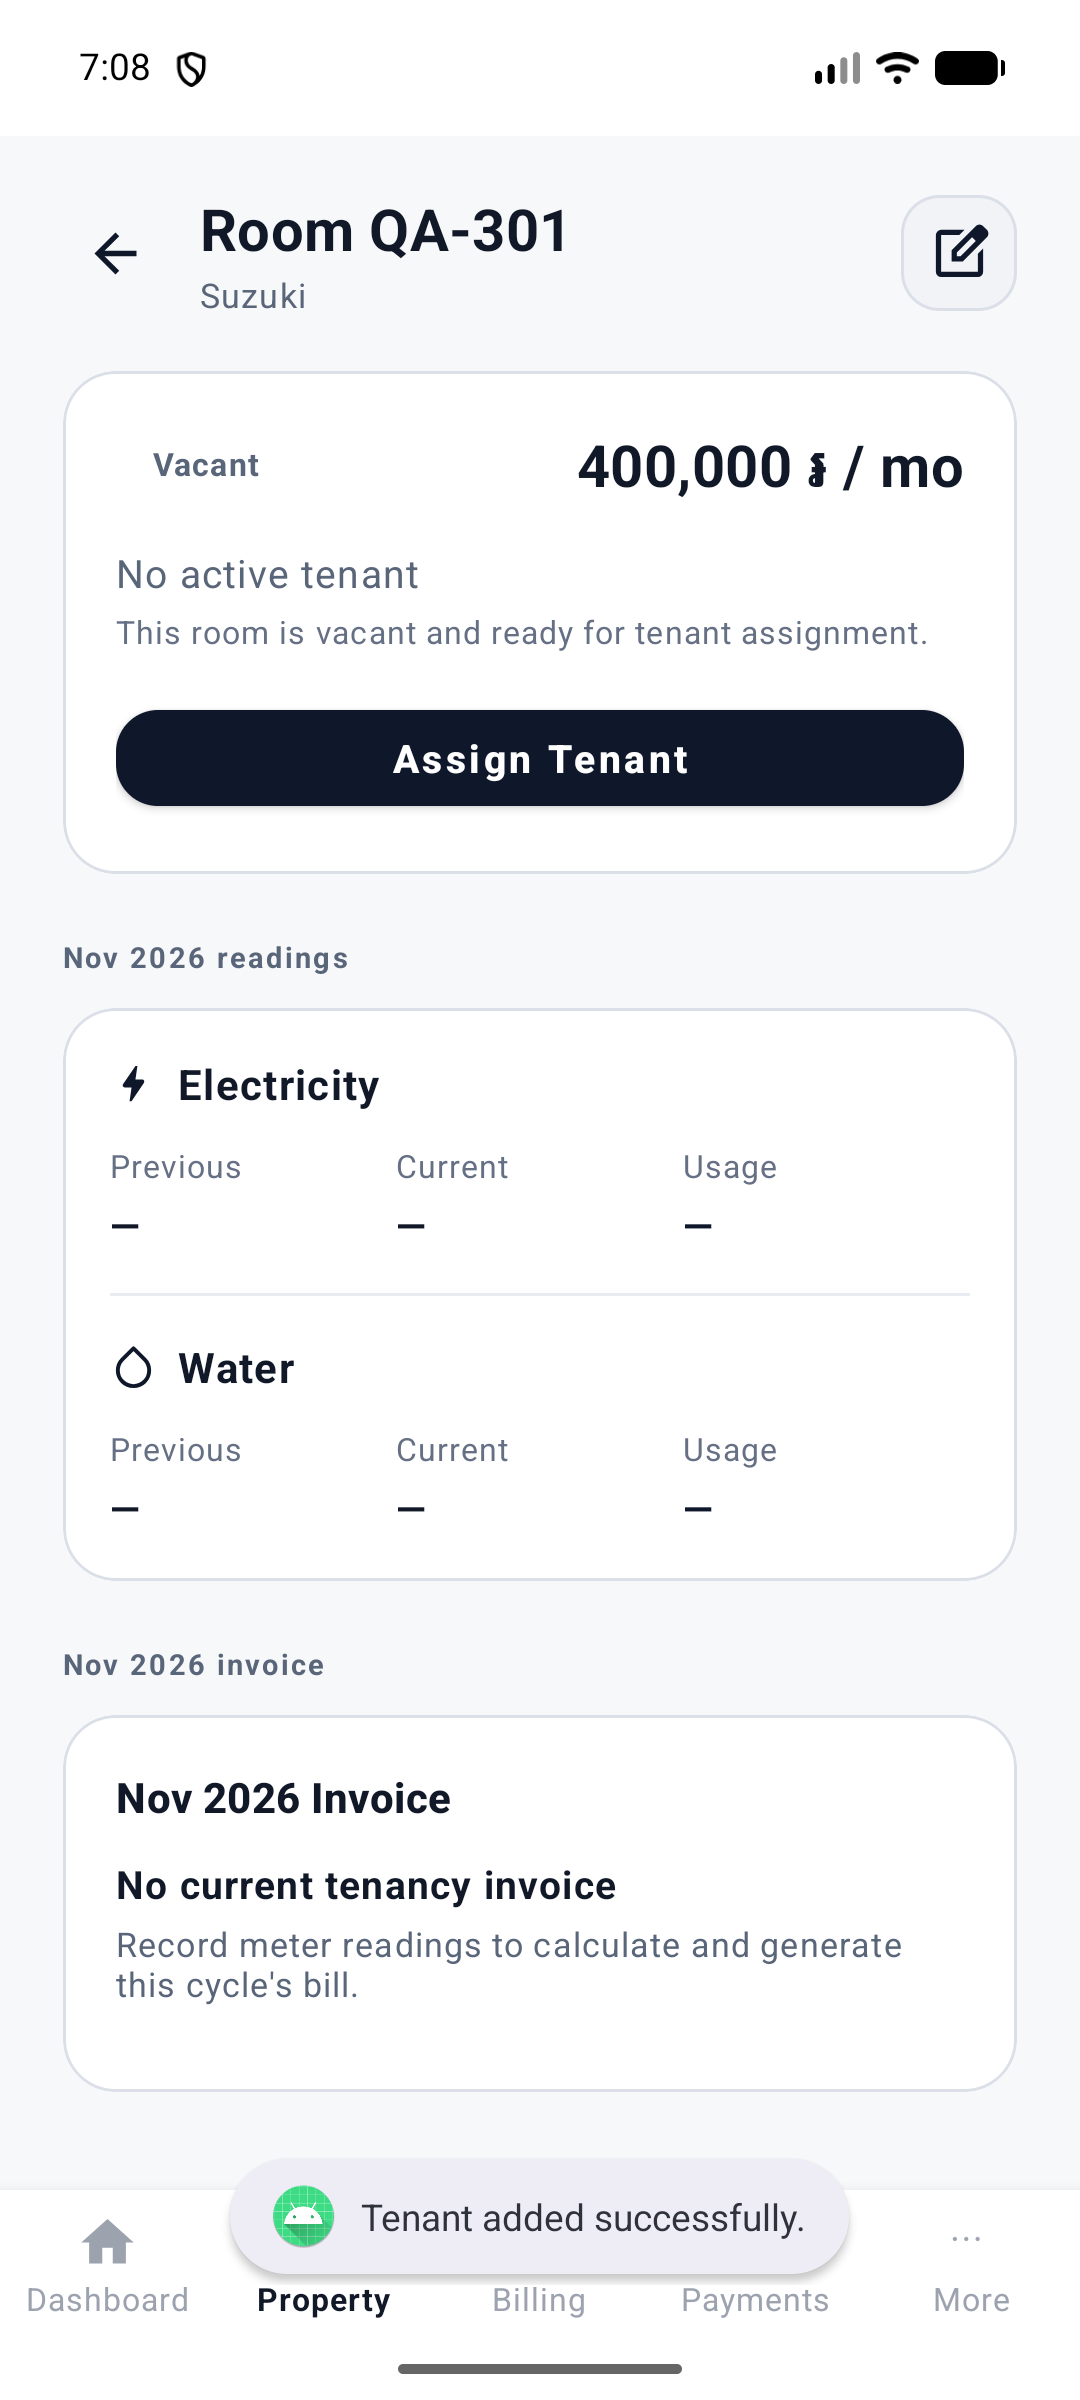 7:08
Room QA-301
Suzuki
Vacant
400,000 ៛ / mo
No active tenant
This room is vacant and ready for tenant assignment.
Assign Tenant
Nov 2026 readings
Electricity
Previous Current Usage
– – –
Water
Previous Current Usage
– – –
Nov 2026 invoice
Nov 2026 Invoice
No current tenancy invoice
Record meter readings to calculate and generate
this cycle's bill.
Tenant added successfully.
Dashboard Property Billing Payments More